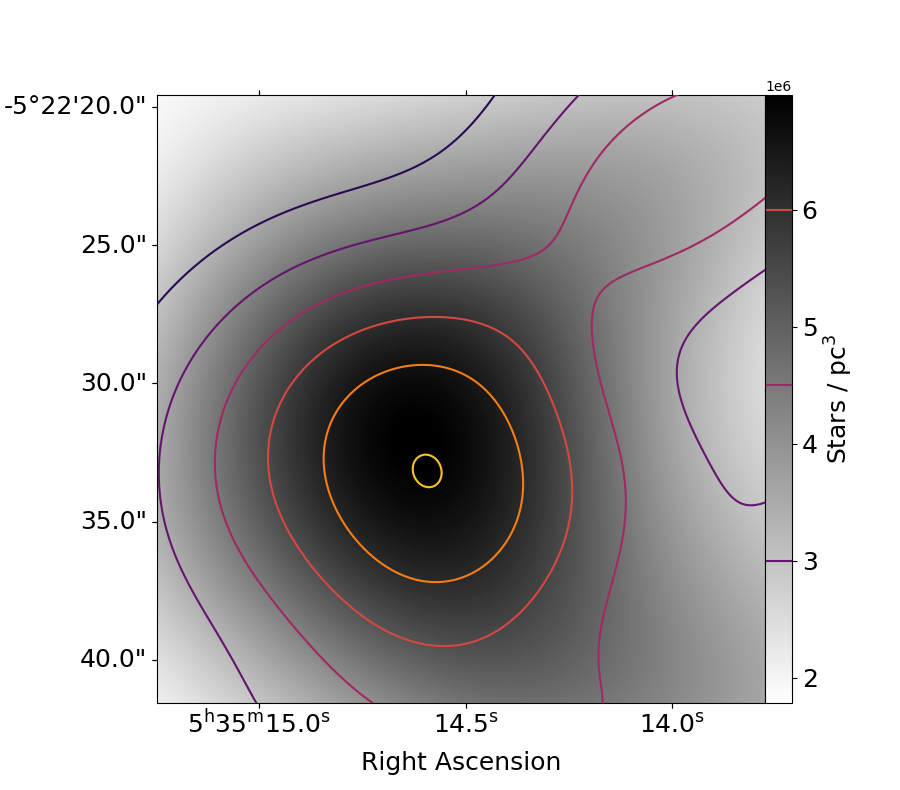 1e6
-5°22'20.0"
25.0"
30.0"
35.0"
40.0"
6
5
4
3
2
Stars / pc³
5ʰ35ᵐ15.0ˢ 14.5ˢ 14.0ˢ
Right Ascension